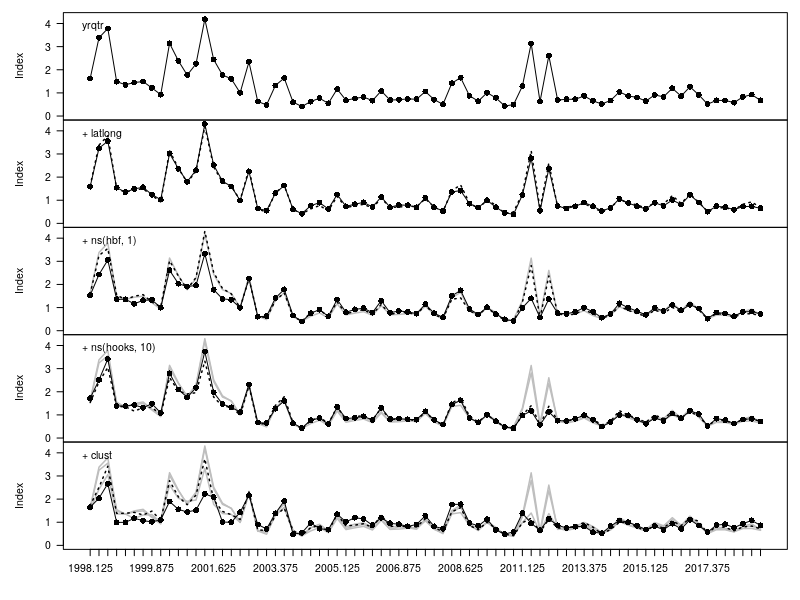 yrqtr
Index
4
3
2
1
0
+ latlong
Index
4
3
2
1
0
+ ns(hbf, 1)
Index
4
3
2
1
0
+ ns(hooks, 10)
Index
4
3
2
1
0
+ clust
Index
4
3
2
1
0
1998.125 1999.875 2001.625 2003.375 2005.125 2006.875 2008.625 2011.125 2013.375 2015.125 2017.375